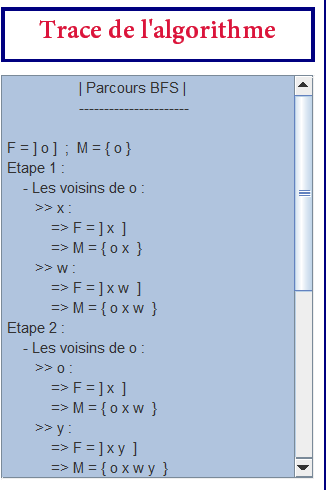 Trace de l'algorithme
| Parcours BFS |
----------------------
F = ] o ] ; M = { o }
Etape 1 :
- Les voisins de o :
>> x :
=> F = ] x ]
=> M = { o x }
>> w :
=> F = ] x w ]
=> M = { o x w }
Etape 2 :
- Les voisins de o :
>> o :
=> F = ] x ]
=> M = { o x w }
>> y :
=> F = ] x y ]
=> M = { o x w y }